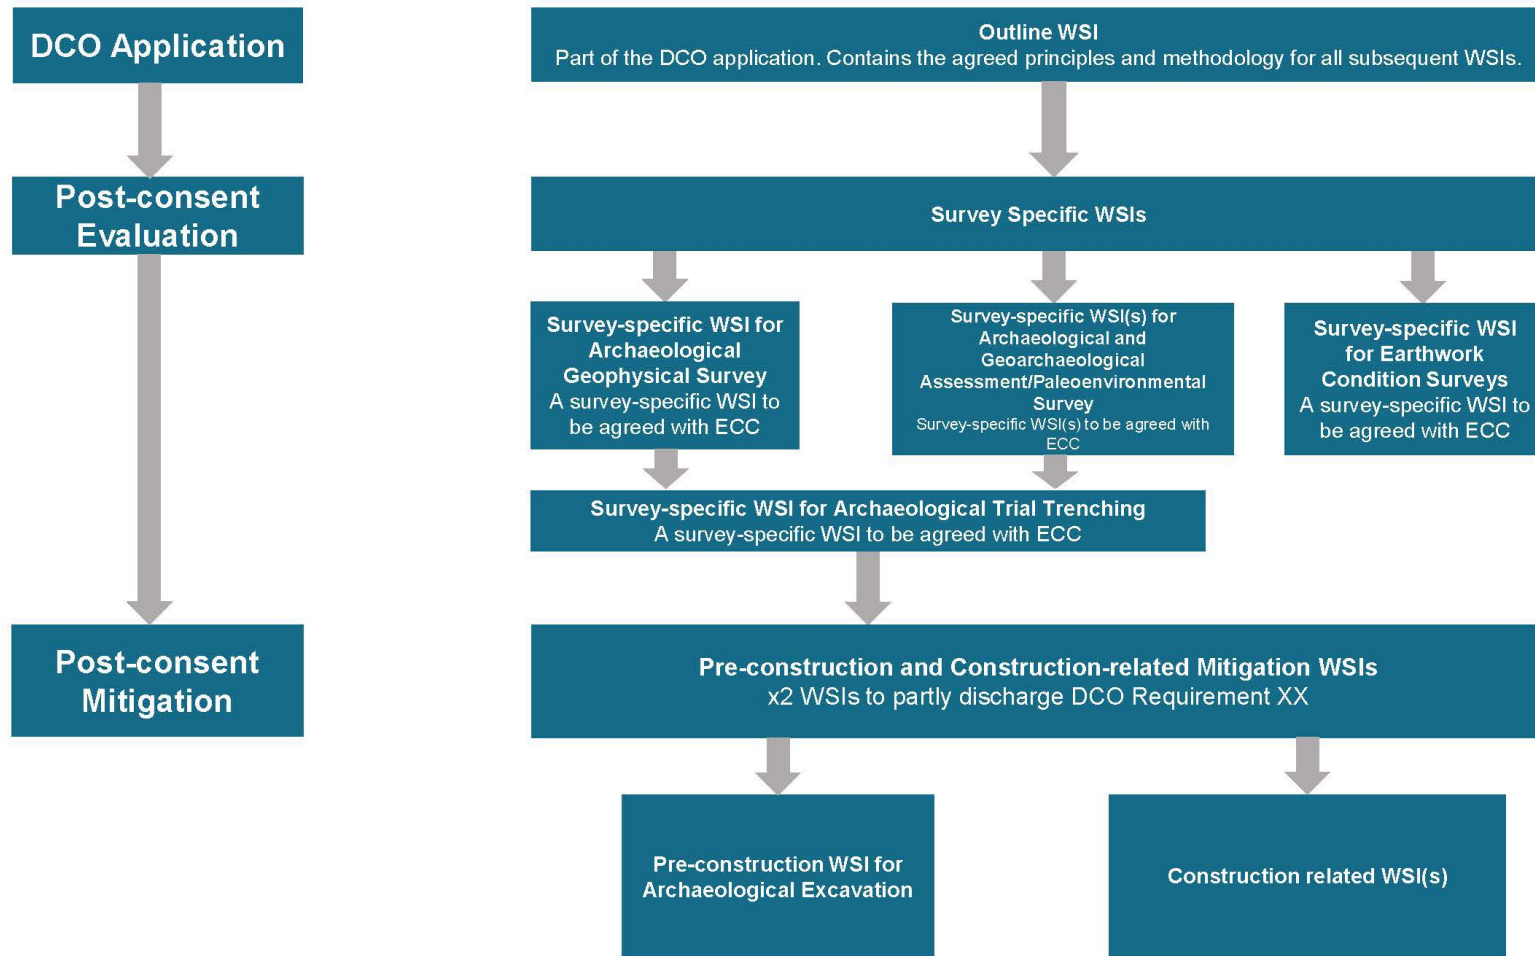 DCO Application
Outline WSI
Part of the DCO application. Contains the agreed principles and methodology for all subsequent WSIs.
Post-consent
Evaluation
Survey Specific WSIs
Survey-specific WSI for
Archaeological
Geophysical Survey
A survey-specific WSI to
be agreed with ECC
Survey-specific WSI(s) for
Archaeological and
Geoarchaeological
Assessment/Paleoenvironmental
Survey
Survey-specific WSI(s) to be agreed with
ECC
Survey-specific WSI
for Earthwork
Condition Surveys
A survey-specific WSI to
be agreed with ECC
Survey-specific WSI for Archaeological Trial Trenching
A survey-specific WSI to be agreed with ECC
Post-consent
Mitigation
Pre-construction and Construction-related Mitigation WSIs
x2 WSIs to partly discharge DCO Requirement XX
Pre-construction WSI for
Archaeological Excavation
Construction related WSI(s)